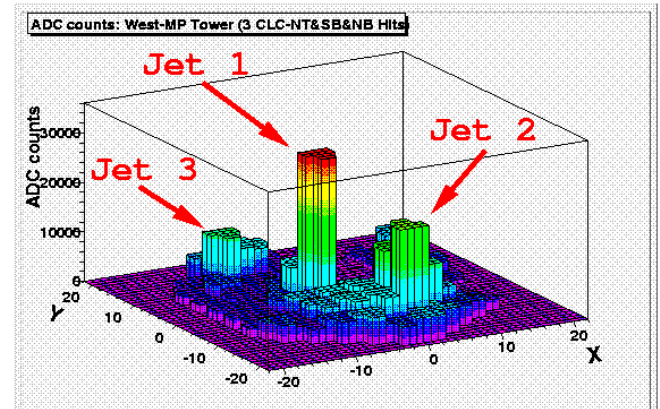 ADC counts: West-MP Tower (3 CLC-NT&SB&NB Hits)
Jet 1
Jet 2
Jet 3
ADC counts
30000
20000
10000
0
20
10
0
-10
-20
Y
-20
-10
0
10
20
X